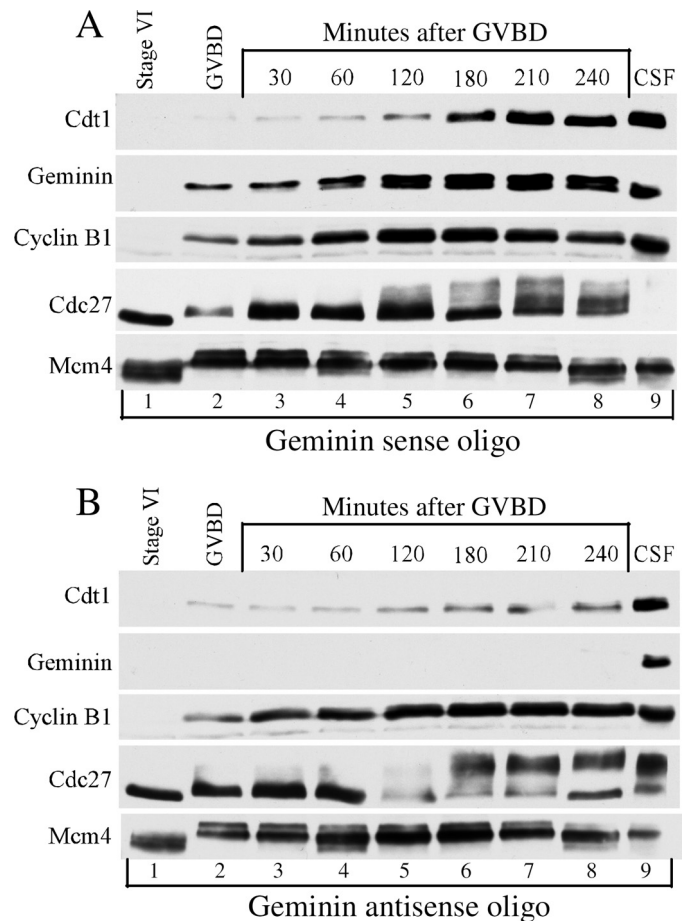 A
Stage VI
GVBD
Minutes after GVBD
30 60 120 180 210 240 CSF
Cdt1
Geminin
Cyclin B1
Cdc27
Mcm4
1 2 3 4 5 6 7 8 9
Geminin sense oligo
B
Stage VI
GVBD
Minutes after GVBD
30 60 120 180 210 240 CSF
Cdt1
Geminin
Cyclin B1
Cdc27
Mcm4
1 2 3 4 5 6 7 8 9
Geminin antisense oligo